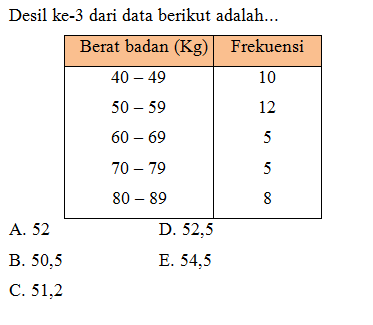 Desil ke-3 dari data berikut adalah...
Berat badan (Kg) Frekuensi
40 – 49 10
50 – 59 12
60 – 69 5
70 – 79 5
80 – 89 8
A. 52 D. 52,5
B. 50,5 E. 54,5
C. 51,2